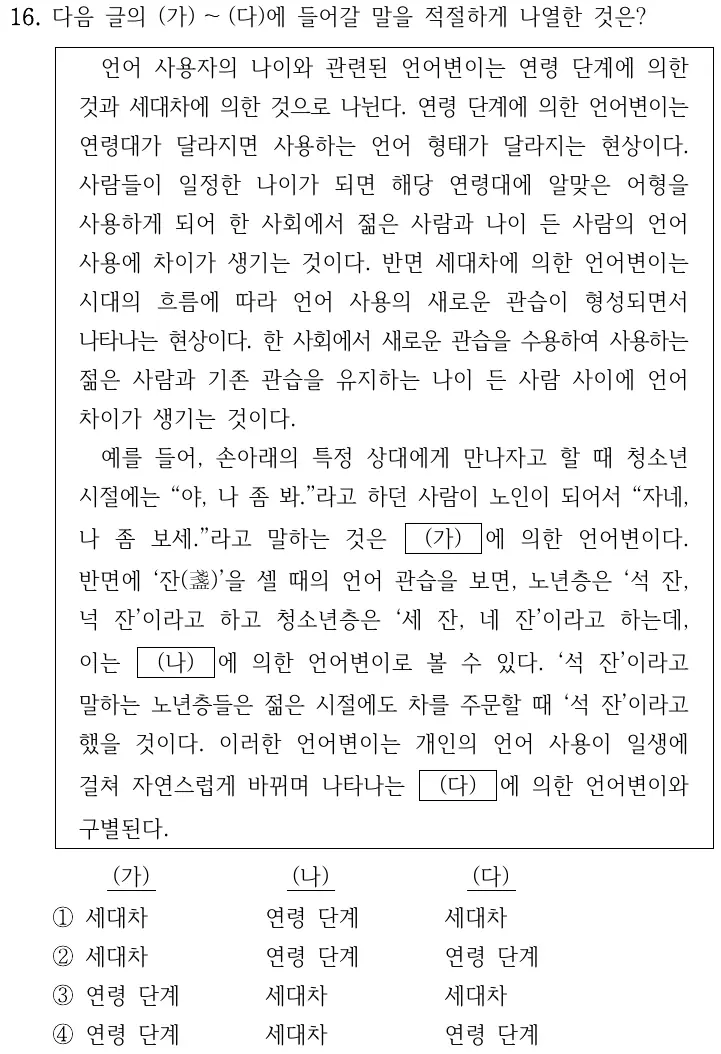 16. 다음 글의 (가) ~ (다)에 들어갈 말을 적절하게 나열한 것은?
언어 사용자의 나이와 관련된 언어변이는 연령 단계에 의한
것과 세대차에 의한 것으로 나뉜다. 연령 단계에 의한 언어변이는
연령대가 달라지면 사용하는 언어 형태가 달라지는 현상이다.
사람들이 일정한 나이가 되면 해당 연령대에 알맞은 어형을
사용하게 되어 한 사회에서 젊은 사람과 나이 든 사람의 언어
사용에 차이가 생기는 것이다. 반면 세대차에 의한 언어변이는
시대의 흐름에 따라 언어 사용의 새로운 관습이 형성되면서
나타나는 현상이다. 한 사회에서 새로운 관습을 수용하여 사용하는
젊은 사람과 기존 관습을 유지하는 나이 든 사람 사이에 언어
차이가 생기는 것이다.
예를 들어, 손아래의 특정 상대에게 만나자고 할 때 청소년
시절에는 “야, 나 좀 봐.”라고 하던 사람이 노인이 되어서 “자네,
나 좀 보세.”라고 말하는 것은 (가) 에 의한 언어변이다.
반면에 ‘잔(盞)’을 셀 때의 언어 관습을 보면, 노년층은 ‘석 잔,
넉 잔’이라고 하고 청소년층은 ‘세 잔, 네 잔’이라고 하는데,
이는 (나) 에 의한 언어변이로 볼 수 있다. ‘석 잔’이라고
말하는 노년층들은 젊은 시절에도 차를 주문할 때 ‘석 잔’이라고
했을 것이다. 이러한 언어변이는 개인의 언어 사용이 일생에
걸쳐 자연스럽게 바뀌며 나타나는 (다) 에 의한 언어변이와
구별된다.
(가) (나) (다)
① 세대차 연령 단계 세대차
② 세대차 연령 단계 연령 단계
③ 연령 단계 세대차 세대차
④ 연령 단계 세대차 연령 단계